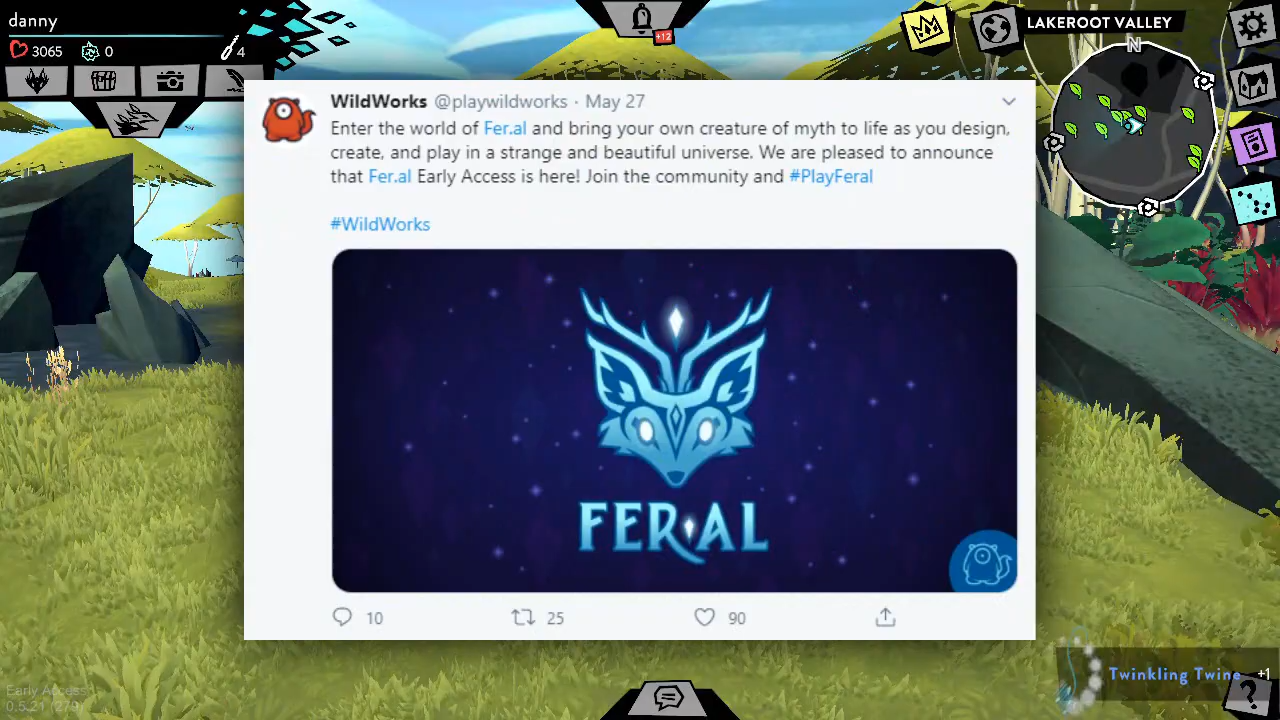 danny
3065
0
4
+12
LAKEROOT VALLEY
N
WildWorks @playwildworks · May 27
Enter the world of Fer.al and bring your own creature of myth to life as you design,
create, and play in a strange and beautiful universe. We are pleased to announce
that Fer.al Early Access is here! Join the community and #PlayFeral
#WildWorks
FER.AL
10
25
90
Twinkling Twine +1
Early Access
0.5.21 (279)
?